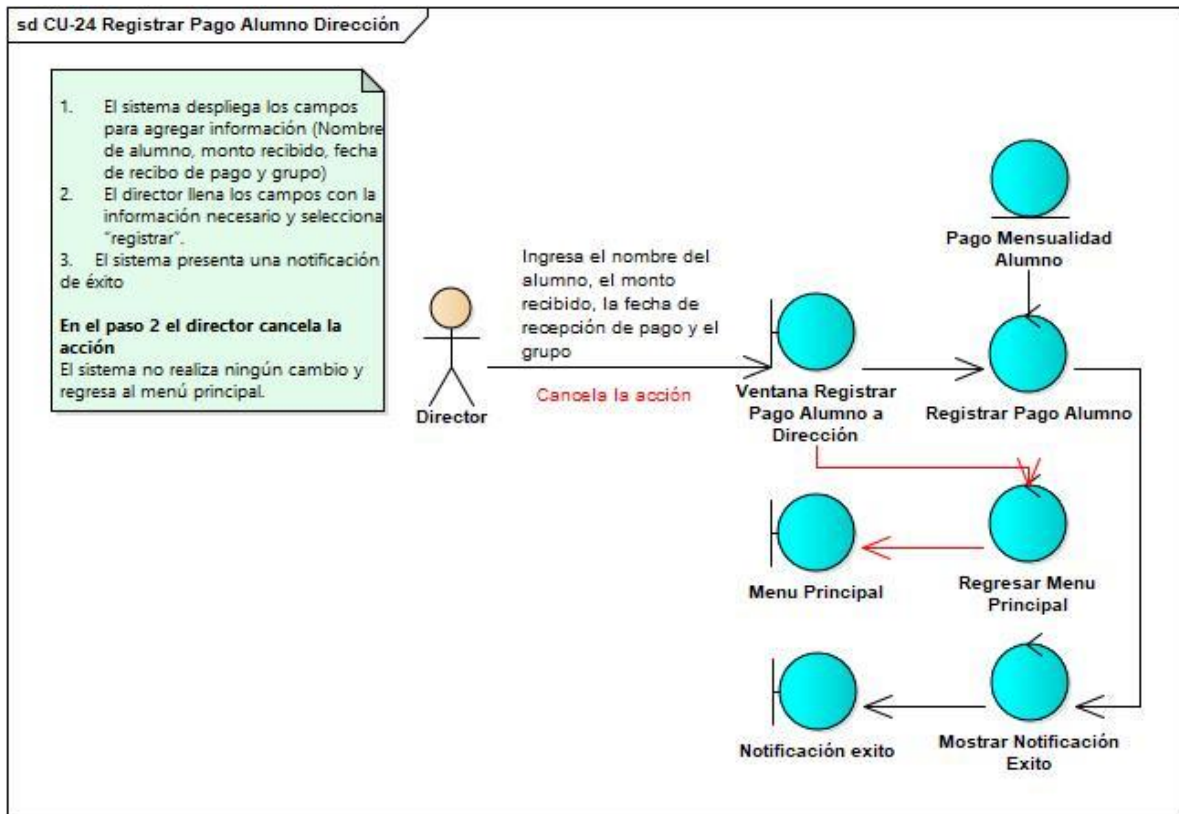 sd CU-24 Registrar Pago Alumno Dirección
1. El sistema despliega los campos
para agregar información (Nombre
de alumno, monto recibido, fecha
de recibo de pago y grupo)
2. El director llena los campos con la
información necesario y selecciona
“registrar”.
3. El sistema presenta una notificación
de éxito
En el paso 2 el director cancela la
acción
El sistema no realiza ningún cambio y
regresa al menú principal.
Director
Ingresa el nombre del
alumno, el monto
recibido, la fecha de
recepción de pago y el
grupo
Cancela la acción
Pago Mensualidad
Alumno
Ventana Registrar
Pago Alumno a
Dirección
Registrar Pago Alumno
Menu Principal
Regresar Menu
Principal
Notificación exito
Mostrar Notificación
Exito